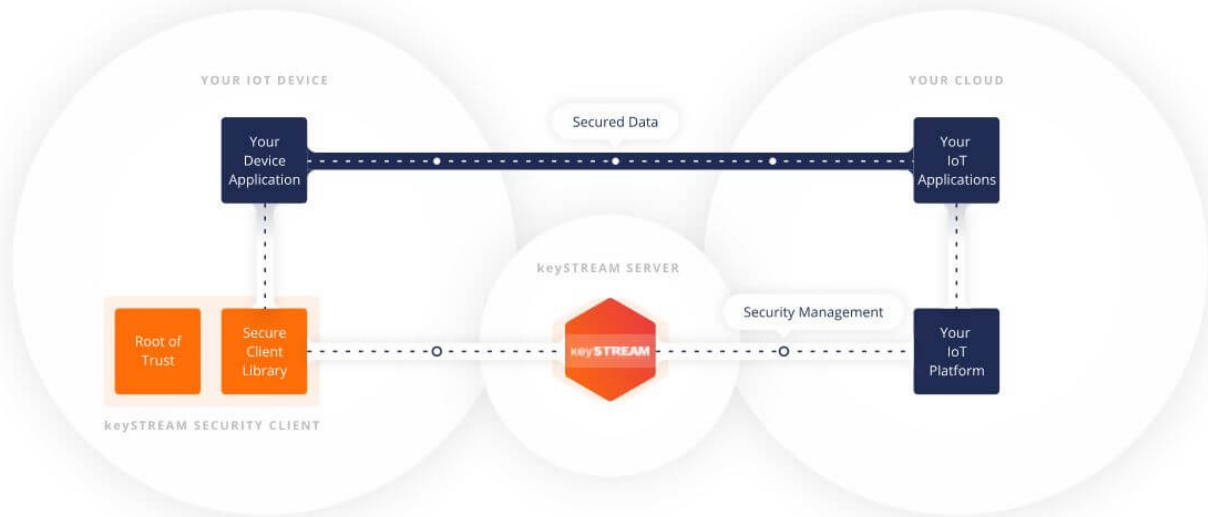 YOUR IOT DEVICE
YOUR CLOUD
Secured Data
Your
Device
Application
Your
IoT
Applications
keySTREAM SERVER
Security Management
Root of
Trust
Secure
Client
Library
keySTREAM
Your
IoT
Platform
keySTREAM SECURITY CLIENT